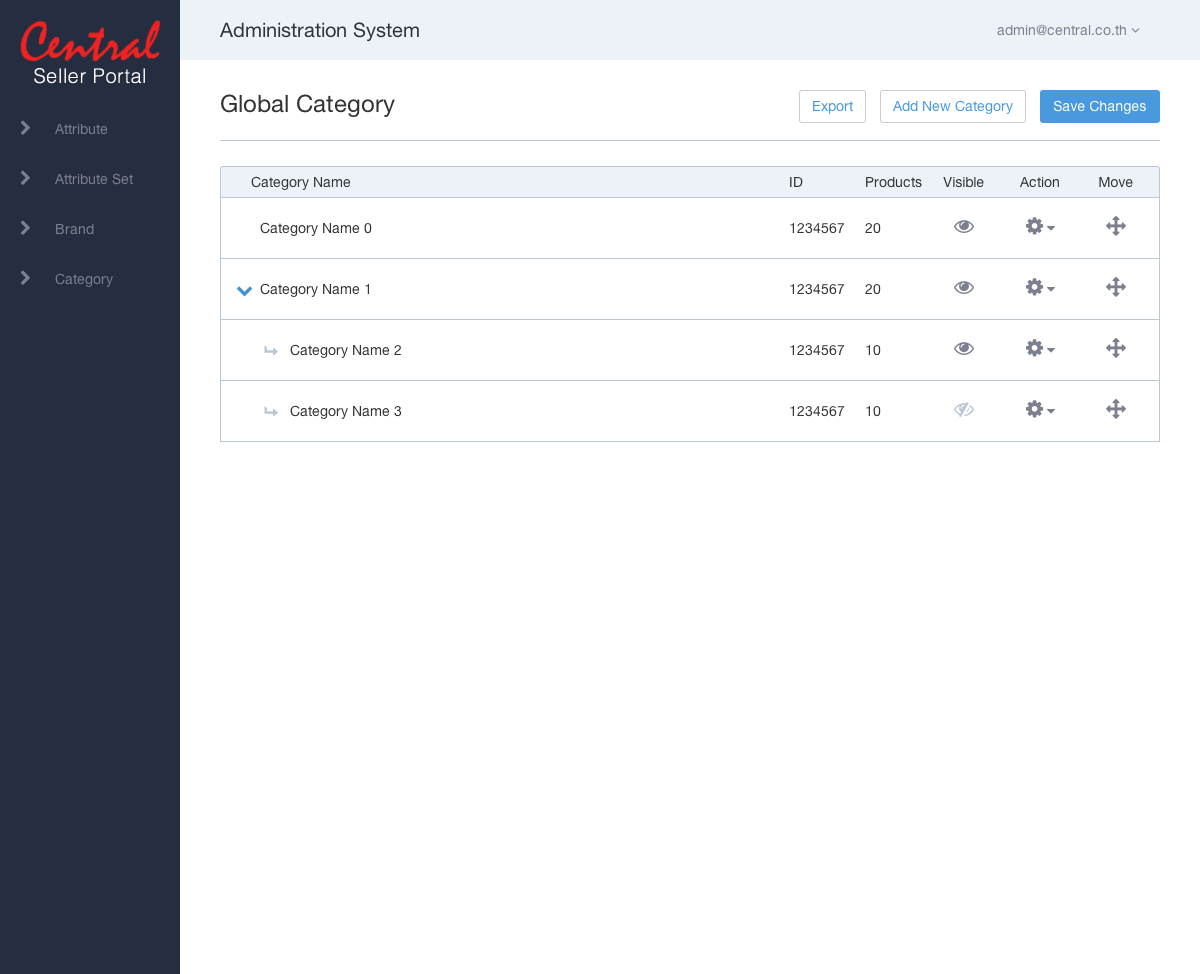 Central
Seller Portal
Administration System
admin@central.co.th
Attribute
Attribute Set
Brand
Category
Global Category
Export
Add New Category
Save Changes
Category Name ID Products Visible Action Move
Category Name 0 1234567 20
Category Name 1 1234567 20
Category Name 2 1234567 10
Category Name 3 1234567 10